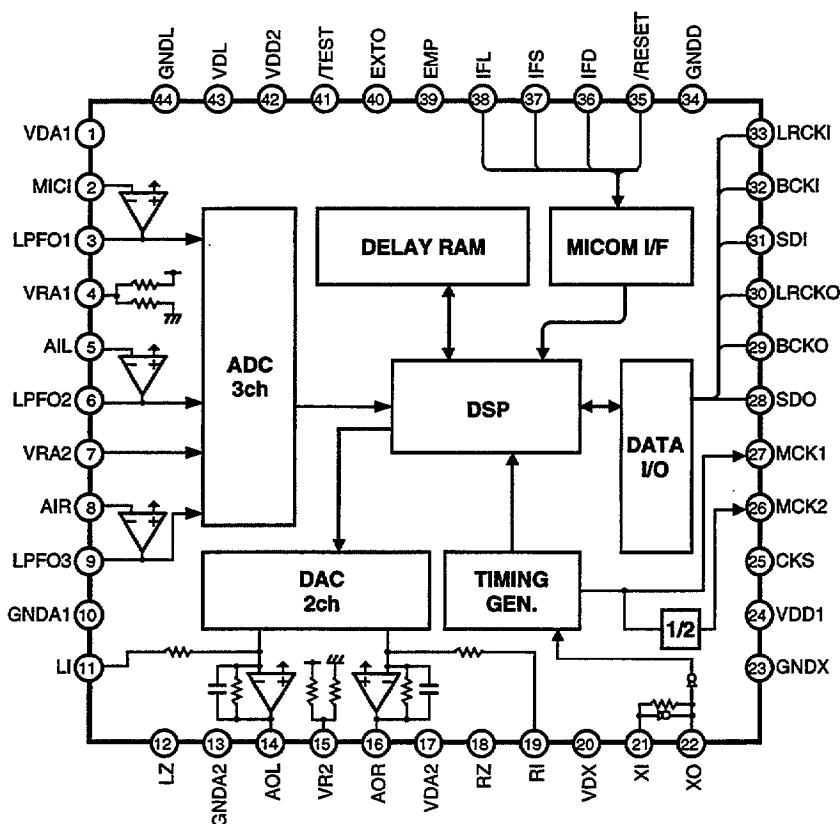 GNDL
VDL
VDD2
/TEST
EXTO
EMP
IFL
IFS
IFD
/RESET
GNDD
44
43
42
41
40
39
38
37
36
35
34
VDA1
1
MICI
2
LPFO1
3
VRA1
4
AIL
5
LPFO2
6
VRA2
7
AIR
8
LPFO3
9
GNDA1
10
LI
11
33
LRCKI
32
BCKI
31
SDI
30
LRCKO
29
BCKO
28
SDO
27
MCK1
26
MCK2
25
CKS
24
VDD1
23
GNDX
DELAY RAM
MICOM I/F
ADC
3ch
DSP
DATA
I/O
DAC
2ch
TIMING
GEN.
1/2
− +
− +
− +
− +
+ −
12
13
14
15
16
17
18
19
20
21
22
LZ
GNDA2
AOL
VR2
AOR
VDA2
RZ
RI
VDX
XI
XO